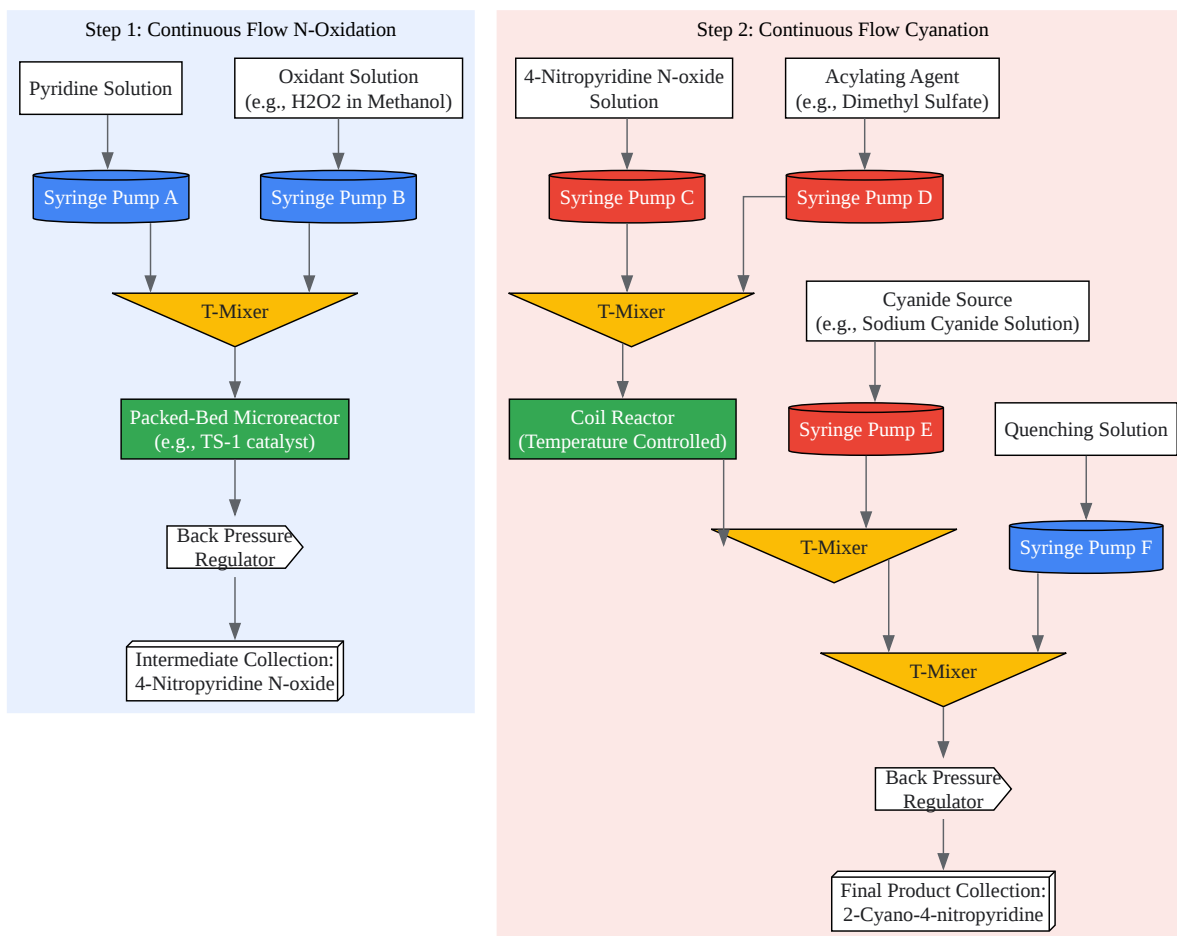 Step 1: Continuous Flow N-Oxidation
Pyridine Solution
Oxidant Solution
(e.g., H2O2 in Methanol)
Syringe Pump A
Syringe Pump B
T-Mixer
Packed-Bed Microreactor
(e.g., TS-1 catalyst)
Back Pressure
Regulator
Intermediate Collection:
4-Nitropyridine N-oxide
Step 2: Continuous Flow Cyanation
4-Nitropyridine N-oxide
Solution
Acylating Agent
(e.g., Dimethyl Sulfate)
Syringe Pump C
Syringe Pump D
T-Mixer
Cyanide Source
(e.g., Sodium Cyanide Solution)
Coil Reactor
(Temperature Controlled)
Syringe Pump E
Quenching Solution
T-Mixer
Syringe Pump F
T-Mixer
Back Pressure
Regulator
Final Product Collection:
2-Cyano-4-nitropyridine